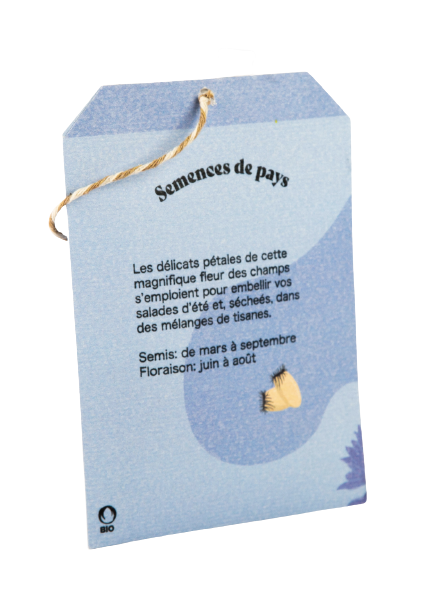 Semences de pays
Les délicats pétales de cette
magnifique fleur des champs
s'emploient pour embellir vos
salades d'été et, séchéés, dans
des mélanges de tisanes.
Semis: de mars à septembre
Floraison: juin à août
BIO